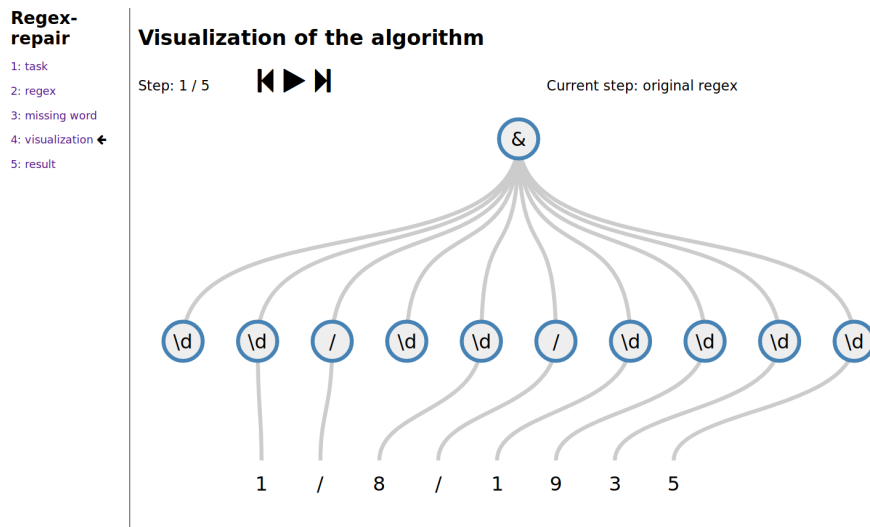 Regex-
repair
1: task
2: regex
3: missing word
4: visualization
5: result
Visualization of the algorithm
Step: 1 / 5
Current step: original regex
&
\d \d / \d \d / \d \d \d \d
1 / 8 / 1 9 3 5